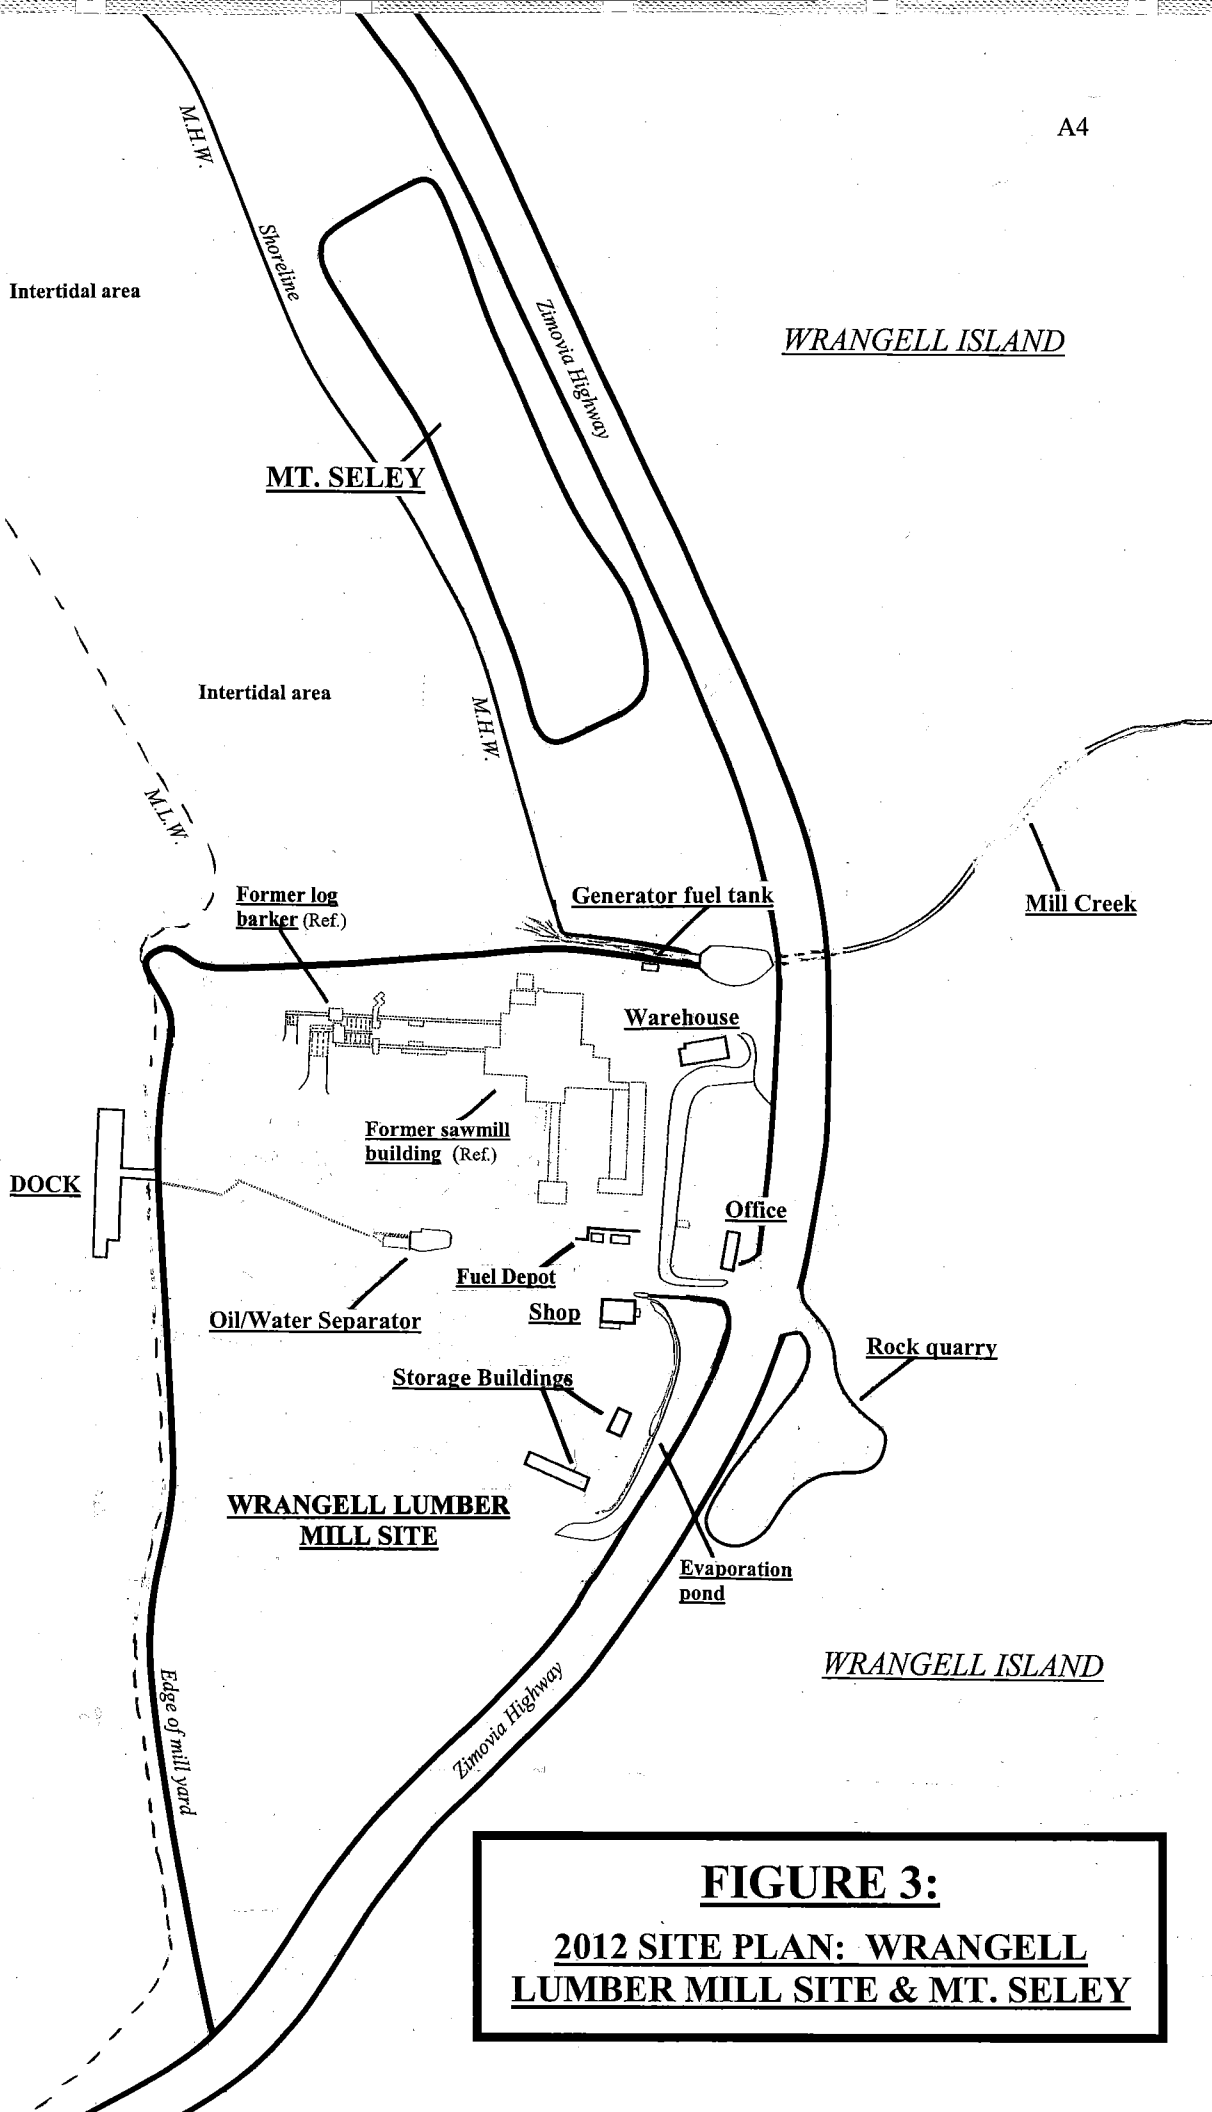 A4
M.H.W.
Shoreline
Intertidal area
Zimovia Highway
WRANGELL ISLAND
MT. SELEY
Intertidal area
M.H.W.
M.L.W.
Former log
barker (Ref.)
Generator fuel tank
Mill Creek
Warehouse
Former sawmill
building (Ref.)
DOCK
Office
Fuel Depot
Oil/Water Separator
Shop
Rock quarry
Storage Buildings
WRANGELL LUMBER
MILL SITE
Evaporation
pond
WRANGELL ISLAND
Edge of mill yard
Zimovia Highway
FIGURE 3:
2012 SITE PLAN: WRANGELL
LUMBER MILL SITE & MT. SELEY